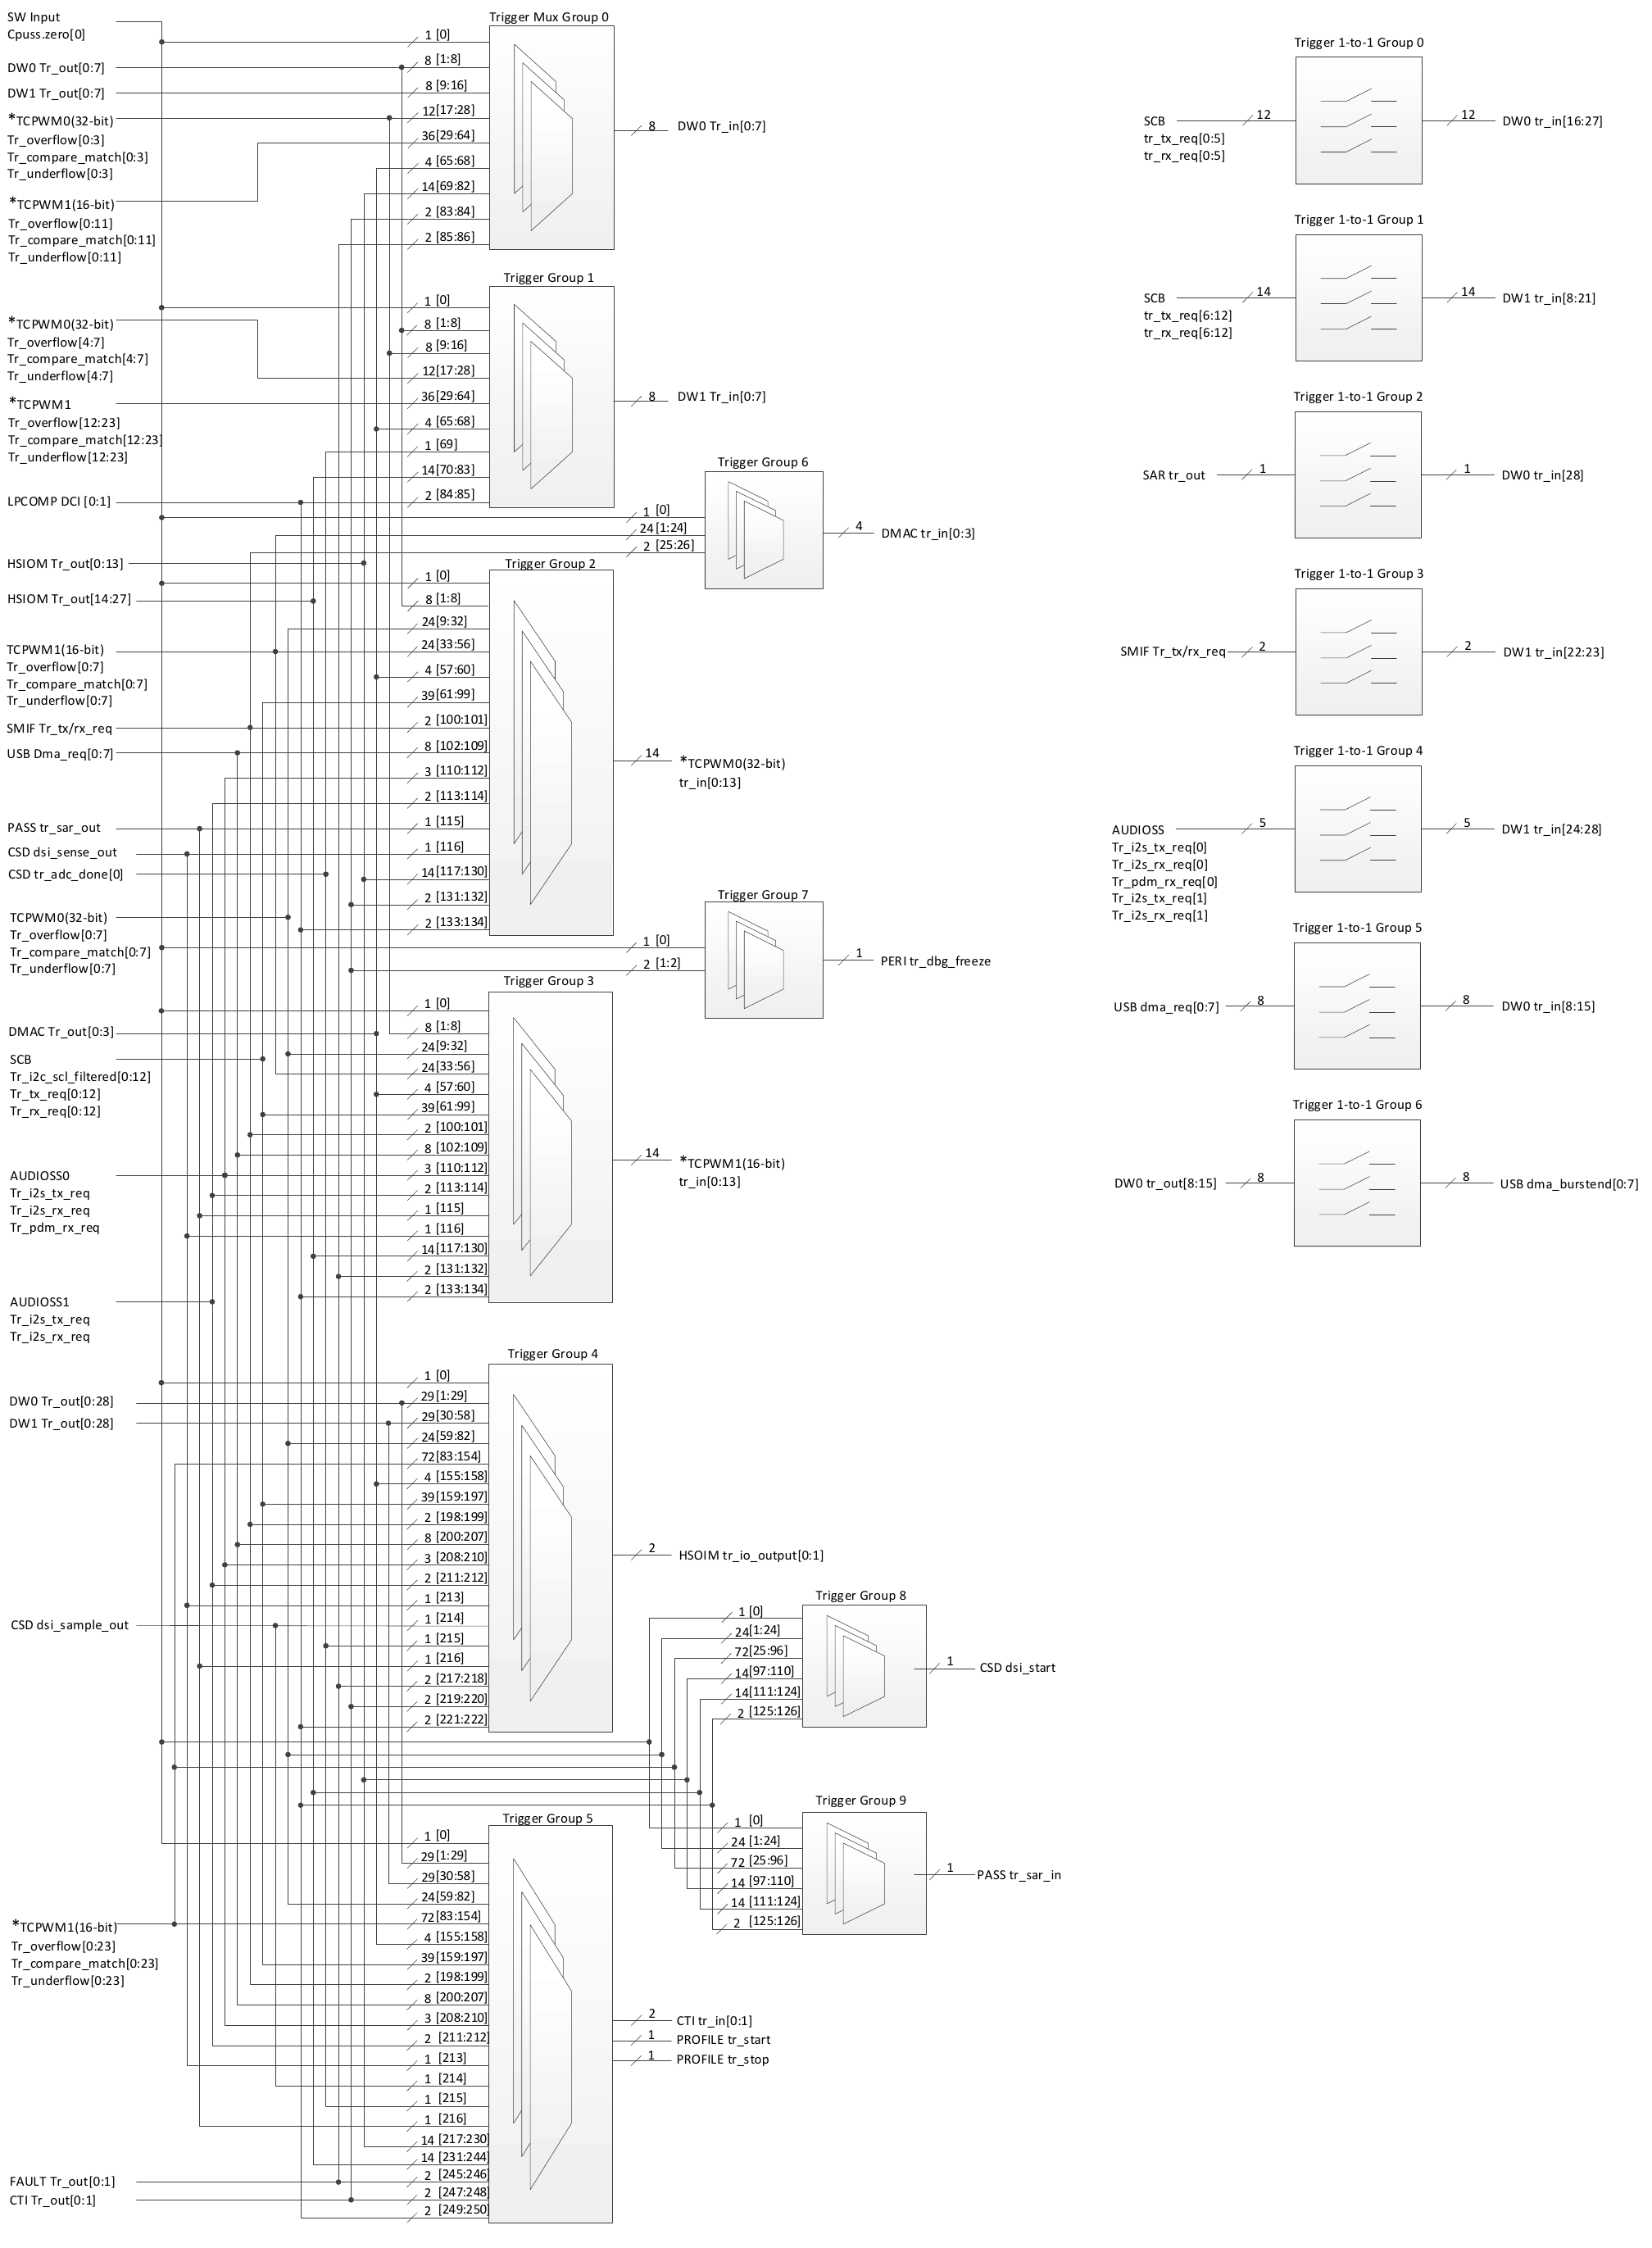 SW Input
Cpuss.zero[0]
DW0 Tr_out[0:7]
DW1 Tr_out[0:7]
*TCPWM0(32-bit)
Tr_overflow[0:3]
Tr_compare_match[0:3]
Tr_underflow[0:3]
*TCPWM1(16-bit)
Tr_overflow[0:11]
Tr_compare_match[0:11]
Tr_underflow[0:11]
*TCPWM0(32-bit)
Tr_overflow[4:7]
Tr_compare_match[4:7]
Tr_underflow[4:7]
*TCPWM1
Tr_overflow[12:23]
Tr_compare_match[12:23]
Tr_underflow[12:23]
LPCOMP DCI [0:1]
HSIOM Tr_out[0:13]
HSIOM Tr_out[14:27]
TCPWM1(16-bit)
Tr_overflow[0:7]
Tr_compare_match[0:7]
Tr_underflow[0:7]
SMIF Tr_tx/rx_req
USB Dma_req[0:7]
PASS tr_sar_out
CSD dsi_sense_out
CSD tr_adc_done[0]
TCPWM0(32-bit)
Tr_overflow[0:7]
Tr_compare_match[0:7]
Tr_underflow[0:7]
DMAC Tr_out[0:3]
SCB
Tr_i2c_scl_filtered[0:12]
Tr_tx_req[0:12]
Tr_rx_req[0:12]
AUDIOSS0
Tr_i2s_tx_req
Tr_i2s_rx_req
Tr_pdm_rx_req
AUDIOSS1
Tr_i2s_tx_req
Tr_i2s_rx_req
DW0 Tr_out[0:28]
DW1 Tr_out[0:28]
CSD dsi_sample_out
*TCPWM1(16-bit)
Tr_overflow[0:23]
Tr_compare_match[0:23]
Tr_underflow[0:23]
FAULT Tr_out[0:1]
CTI Tr_out[0:1]
Trigger Mux Group 0
1 [0]
8 [1:8]
8 [9:16]
12 [17:28]
36 [29:64]
4 [65:68]
14 [69:82]
2 [83:84]
2 [85:86]
8 DW0 Tr_in[0:7]
Trigger Group 1
1 [0]
8 [1:8]
8 [9:16]
12 [17:28]
36 [29:64]
4 [65:68]
1 [69]
14 [70:83]
2 [84:85]
8 DW1 Tr_in[0:7]
Trigger Group 6
1 [0]
24 [1:24]
2 [25:26]
4 DMAC tr_in[0:3]
Trigger Group 2
1 [0]
8 [1:8]
24 [9:32]
24 [33:56]
4 [57:60]
39 [61:99]
2 [100:101]
8 [102:109]
3 [110:112]
2 [113:114]
1 [115]
1 [116]
14 [117:130]
2 [131:132]
2 [133:134]
14 *TCPWM0(32-bit)
tr_in[0:13]
Trigger Group 7
1 [0]
2 [1:2]
1 PERI tr_dbg_freeze
Trigger Group 3
1 [0]
8 [1:8]
24 [9:32]
24 [33:56]
4 [57:60]
39 [61:99]
2 [100:101]
8 [102:109]
3 [110:112]
2 [113:114]
1 [115]
1 [116]
14 [117:130]
2 [131:132]
2 [133:134]
14 *TCPWM1(16-bit)
tr_in[0:13]
Trigger Group 4
1 [0]
29 [1:29]
29 [30:58]
24 [59:82]
72 [83:154]
4 [155:158]
39 [159:197]
2 [198:199]
8 [200:207]
3 [208:210]
2 [211:212]
1 [213]
1 [214]
1 [215]
1 [216]
2 [217:218]
2 [219:220]
2 [221:222]
2 HSOIM tr_io_output[0:1]
Trigger Group 8
1 [0]
24 [1:24]
72 [25:96]
14 [97:110]
14 [111:124]
2 [125:126]
1 CSD dsi_start
Trigger Group 9
1 [0]
24 [1:24]
72 [25:96]
14 [97:110]
14 [111:124]
2 [125:126]
1 PASS tr_sar_in
Trigger Group 5
1 [0]
29 [1:29]
29 [30:58]
24 [59:82]
72 [83:154]
4 [155:158]
39 [159:197]
2 [198:199]
8 [200:207]
3 [208:210]
2 [211:212]
1 [213]
1 [214]
1 [215]
1 [216]
14 [217:230]
14 [231:244]
2 [245:246]
2 [247:248]
2 [249:250]
2 CTI tr_in[0:1]
1 PROFILE tr_start
1 PROFILE tr_stop
Trigger 1-to-1 Group 0
SCB 12
tr_tx_req[0:5]
tr_rx_req[0:5]
12 DW0 tr_in[16:27]
Trigger 1-to-1 Group 1
SCB 14
tr_tx_req[6:12]
tr_rx_req[6:12]
14 DW1 tr_in[8:21]
Trigger 1-to-1 Group 2
SAR tr_out 1
1 DW0 tr_in[28]
Trigger 1-to-1 Group 3
SMIF Tr_tx/rx_req 2
2 DW1 tr_in[22:23]
Trigger 1-to-1 Group 4
AUDIOSS 5
Tr_i2s_tx_req[0]
Tr_i2s_rx_req[0]
Tr_pdm_rx_req[0]
Tr_i2s_tx_req[1]
Tr_i2s_rx_req[1]
5 DW1 tr_in[24:28]
Trigger 1-to-1 Group 5
USB dma_req[0:7] 8
8 DW0 tr_in[8:15]
Trigger 1-to-1 Group 6
DW0 tr_out[8:15] 8
8 USB dma_burstend[0:7]